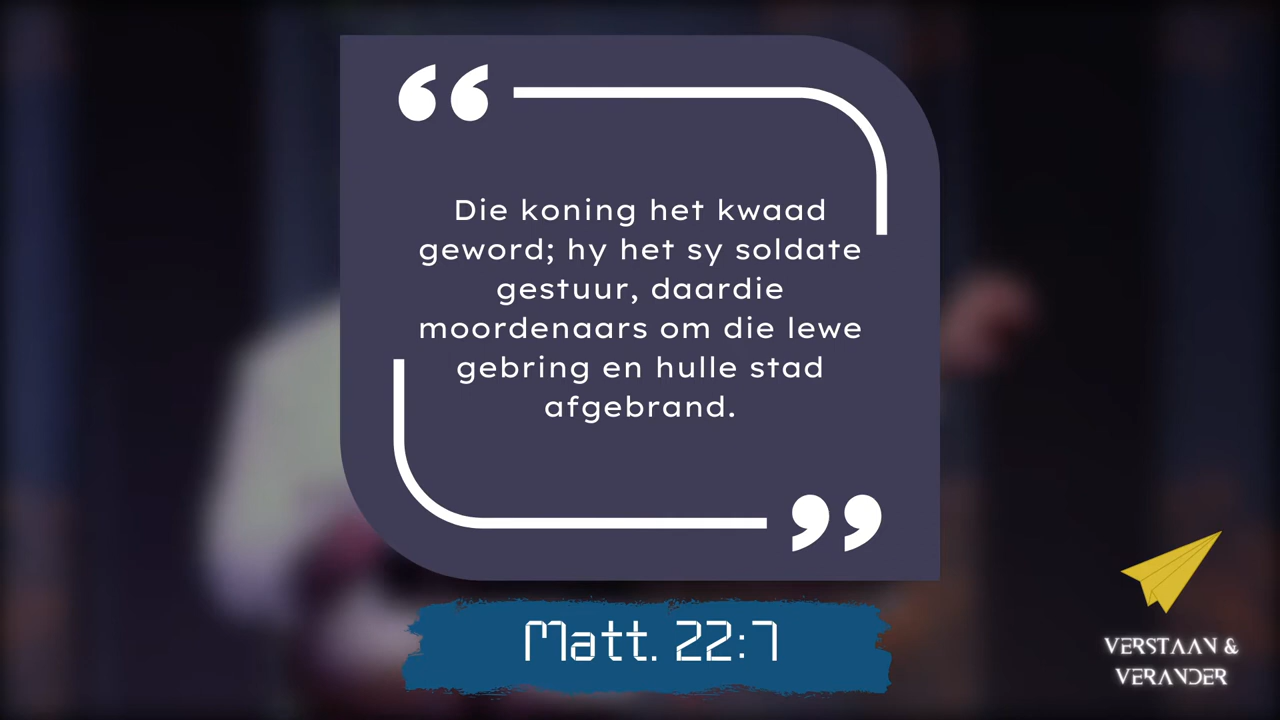 “
Die koning het kwaad
geword; hy het sy soldate
gestuur, daardie
moordenaars om die lewe
gebring en hulle stad
afgebrand.
”
Matt. 22:7
VERSTAAN &
VERANDER